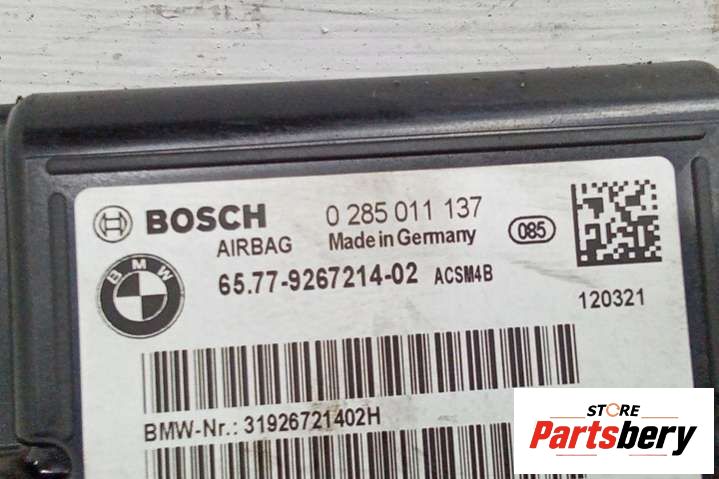 BOSCH 0 285 011 137
AIRBAG Made in Germany 085
BMW
65.77-9267214-02 ACSM4B
120321
BMW-Nr.: 31926721402H
STORE
Partsbery